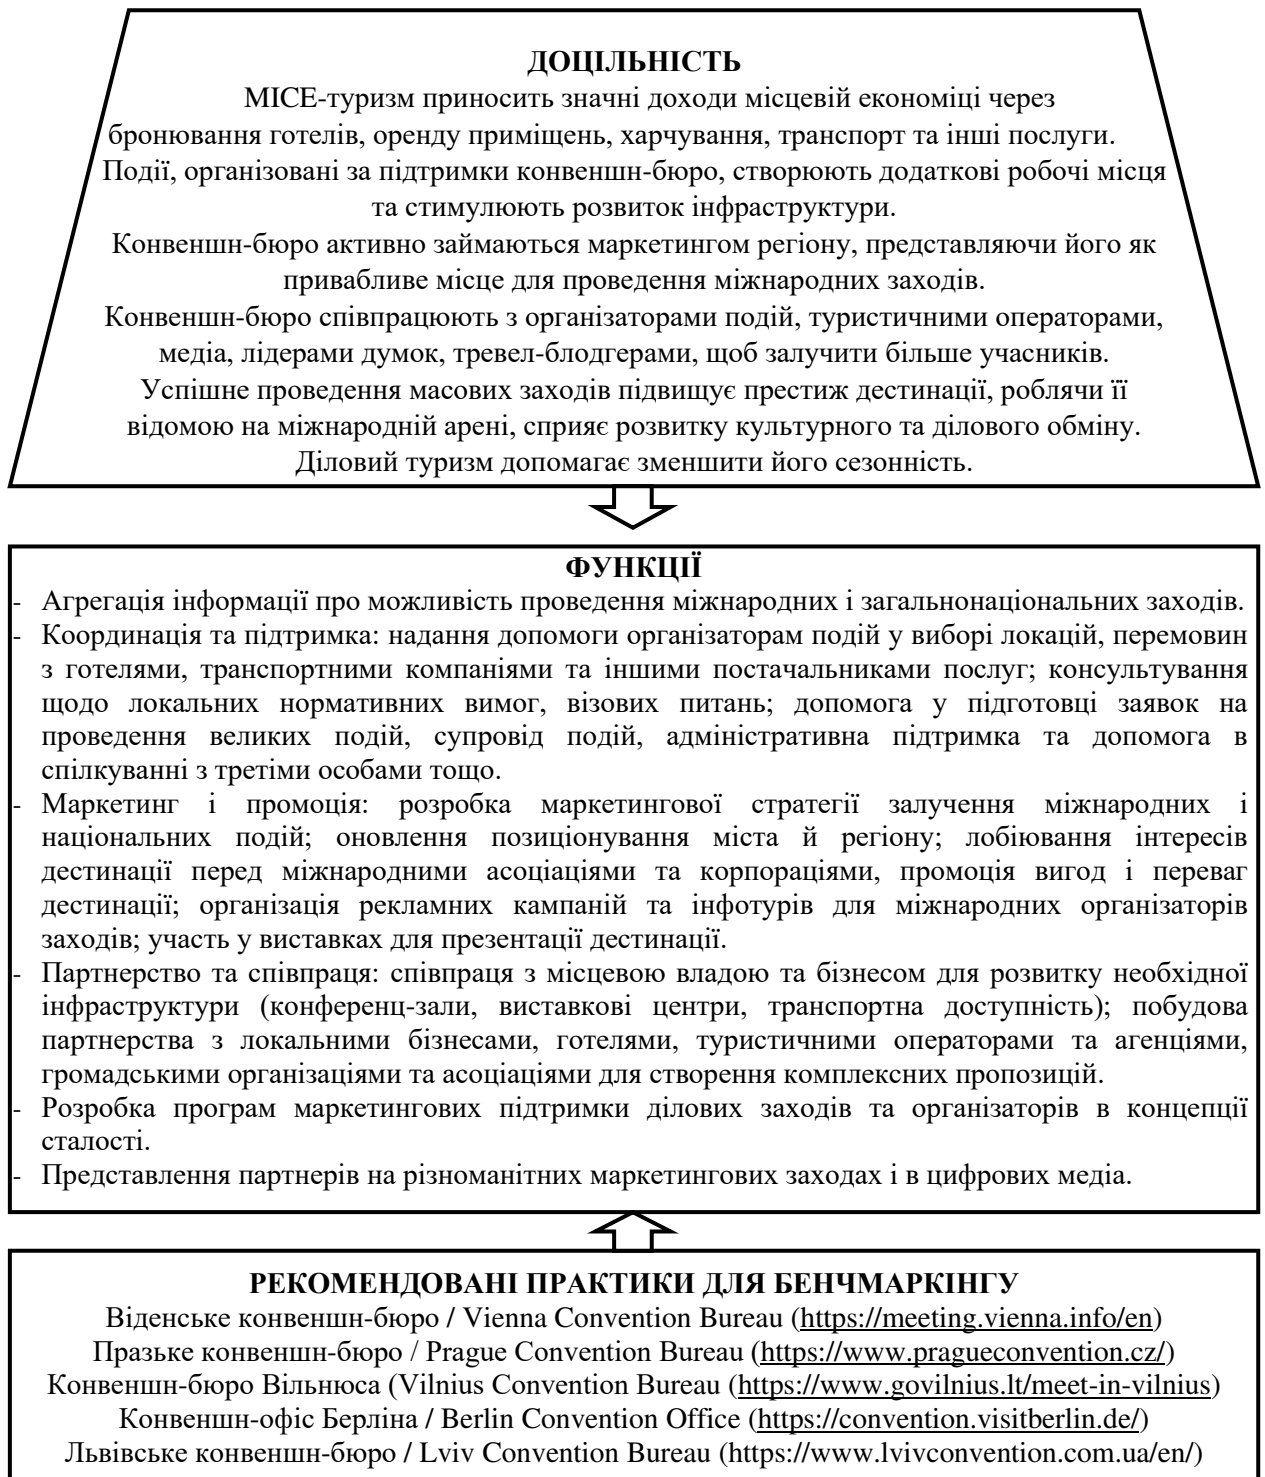 ДОЦІЛЬНІСТЬ
MICE-туризм приносить значні доходи місцевій економіці через
бронювання готелів, оренду приміщень, харчування, транспорт та інші послуги.
Події, організовані за підтримки конвеншн-бюро, створюють додаткові робочі місця
та стимулюють розвиток інфраструктури.
Конвеншн-бюро активно займаються маркетингом регіону, представляючи його як
привабливе місце для проведення міжнародних заходів.
Конвеншн-бюро співпрацюють з організаторами подій, туристичними операторами,
медіа, лідерами думок, тревел-блодгерами, щоб залучити більше учасників.
Успішне проведення масових заходів підвищує престиж дестинації, роблячи її
відомою на міжнародній арені, сприяє розвитку культурного та ділового обміну.
Діловий туризм допомагає зменшити його сезонність.
ФУНКЦІЇ
- Агрегація інформації про можливість проведення міжнародних і загальнонаціональних заходів.
- Координація та підтримка: надання допомоги організаторам подій у виборі локацій, перемовин
з готелями, транспортними компаніями та іншими постачальниками послуг; консультування
щодо локальних нормативних вимог, візових питань; допомога у підготовці заявок на
проведення великих подій, супровід подій, адміністративна підтримка та допомога в
спілкуванні з третіми особами тощо.
- Маркетинг і промоція: розробка маркетингової стратегії залучення міжнародних і
національних подій; оновлення позиціонування міста й регіону; лобіювання інтересів
дестинації перед міжнародними асоціаціями та корпораціями, промоція вигод і переваг
дестинації; організація рекламних кампаній та інфотурів для міжнародних організаторів
заходів; участь у виставках для презентації дестинації.
- Партнерство та співпраця: співпраця з місцевою владою та бізнесом для розвитку необхідної
інфраструктури (конференц-зали, виставкові центри, транспортна доступність); побудова
партнерства з локальними бізнесами, готелями, туристичними операторами та агенціями,
громадськими організаціями та асоціаціями для створення комплексних пропозицій.
- Розробка програм маркетингових підтримки ділових заходів та організаторів в концепції
сталості.
- Представлення партнерів на різноманітних маркетингових заходах і в цифрових медіа.
РЕКОМЕНДОВАНІ ПРАКТИКИ ДЛЯ БЕНЧМАРКІНГУ
Віденське конвеншн-бюро / Vienna Convention Bureau (https://meeting.vienna.info/en)
Празьке конвеншн-бюро / Prague Convention Bureau (https://www.pragueconvention.cz/)
Конвеншн-бюро Вільнюса (Vilnius Convention Bureau (https://www.govilnius.lt/meet-in-vilnius)
Конвеншн-офіс Берліна / Berlin Convention Office (https://convention.visitberlin.de/)
Львівське конвеншн-бюро / Lviv Convention Bureau (https://www.lvivconvention.com.ua/en/)